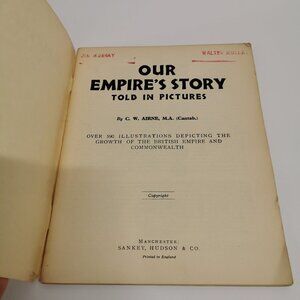 OUR
EMPIRE'S STORY
TOLD IN PICTURES
By C. W. AIRNE, M.A. (Cantab.)
OVER 300 ILLUSTRATIONS DEPICTING THE
GROWTH OF THE BRITISH EMPIRE AND
COMMONWEALTH
Copyright
MANCHESTER:
SANKEY, HUDSON & CO.
Printed in England